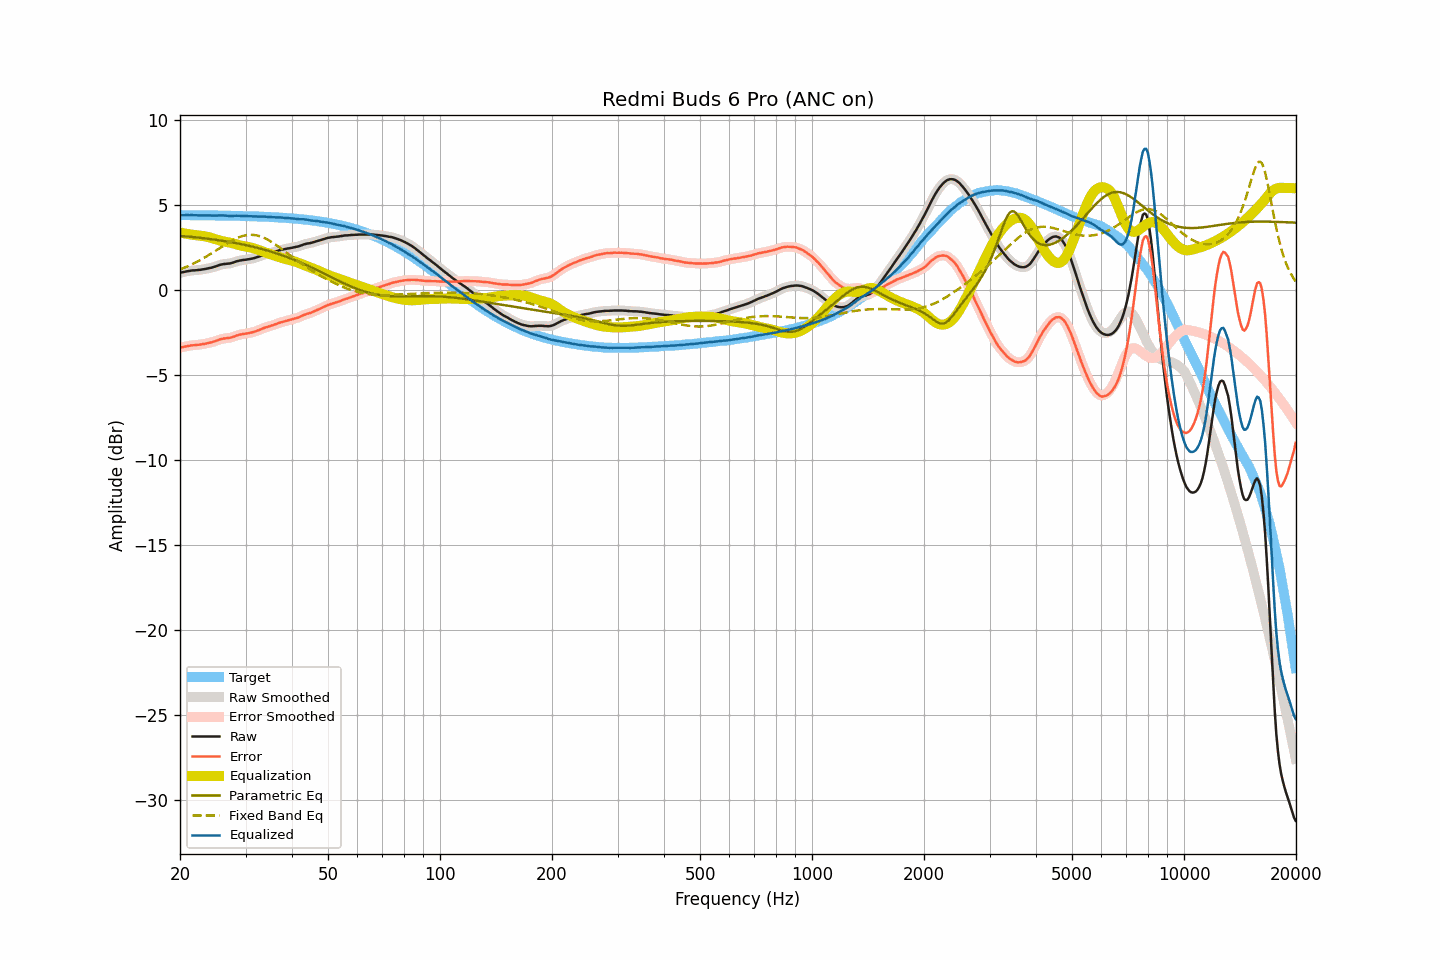 Redmi Buds 6 Pro (ANC on)
10
5
0
−5
−10
−15
−20
−25
−30
Amplitude (dBr)
Target
Raw Smoothed
Error Smoothed
Raw
Error
Equalization
Parametric Eq
Fixed Band Eq
Equalized
20 50 100 200 500 1000 2000 5000 10000 20000
Frequency (Hz)